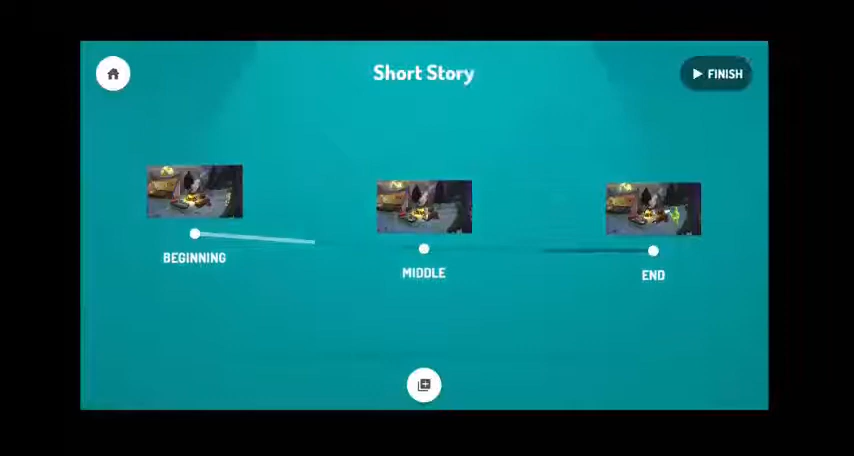 Short Story
FINISH
BEGINNING
MIDDLE
END